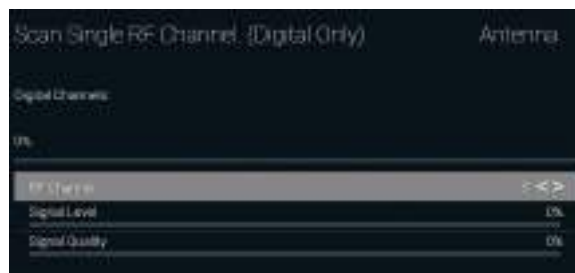 Scan Single RF Channel. (Digital Only) Antenna
Digital Channels:
0%
RF Channel < >
Signal Level 0%
Signal Quality 0%